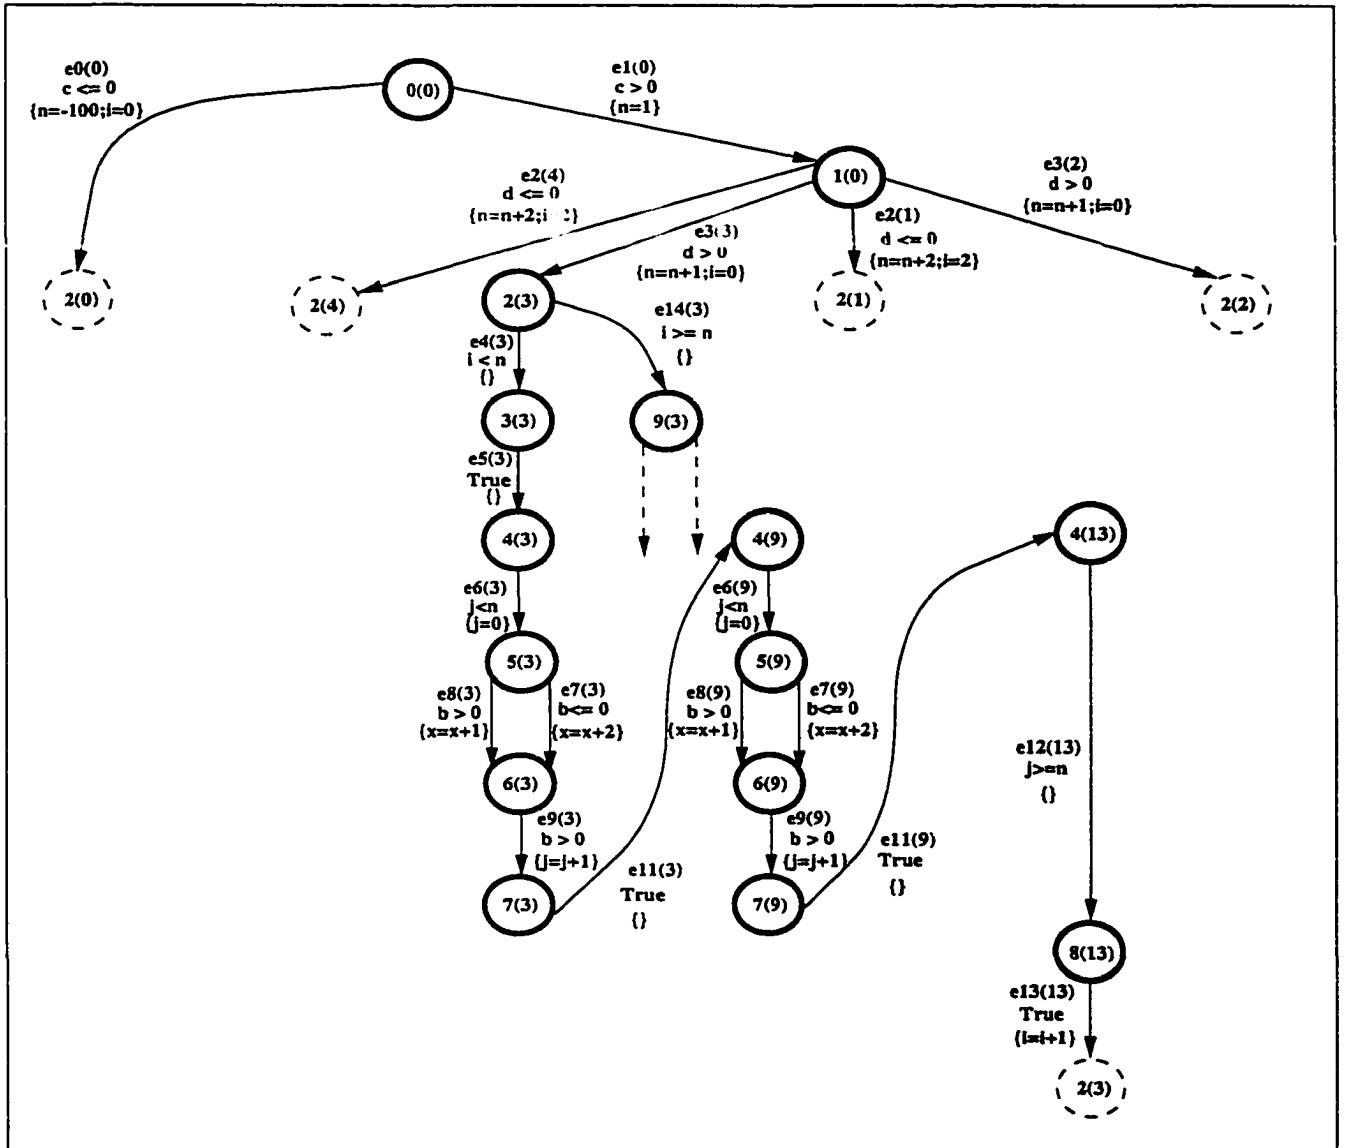 e0(0)
c <= 0
{n=-100;i=0}
0(0)
e1(0)
c > 0
{n=1}
1(0)
e2(4)
d <= 0
{n=n+2;i
e3(3)
d > 0
{n=n+1;i=0}
e2(1)
d <= 0
{n=n+2;i=2}
e3(2)
d > 0
{n=n+1;i=0}
2(0)
2(4)
2(3)
2(1)
2(2)
e4(3)
i < n
{}
e14(3)
i >= n
{}
3(3)
9(3)
e5(3)
True
{}
4(3)
4(9)
4(13)
e6(3)
j<n
{j=0}
e6(9)
j<n
{j=0}
5(3)
5(9)
e8(3)
b > 0
{x=x+1}
e7(3)
b<= 0
{x=x+2}
e8(9)
b > 0
{x=x+1}
e7(9)
b<= 0
{x=x+2}
e12(13)
j>=n
{}
6(3)
6(9)
e9(3)
b > 0
{j=j+1}
e11(3)
True
{}
e9(9)
b > 0
{j=j+1}
e11(9)
True
{}
7(3)
7(9)
8(13)
e13(13)
True
{i=i+1}
2(3)